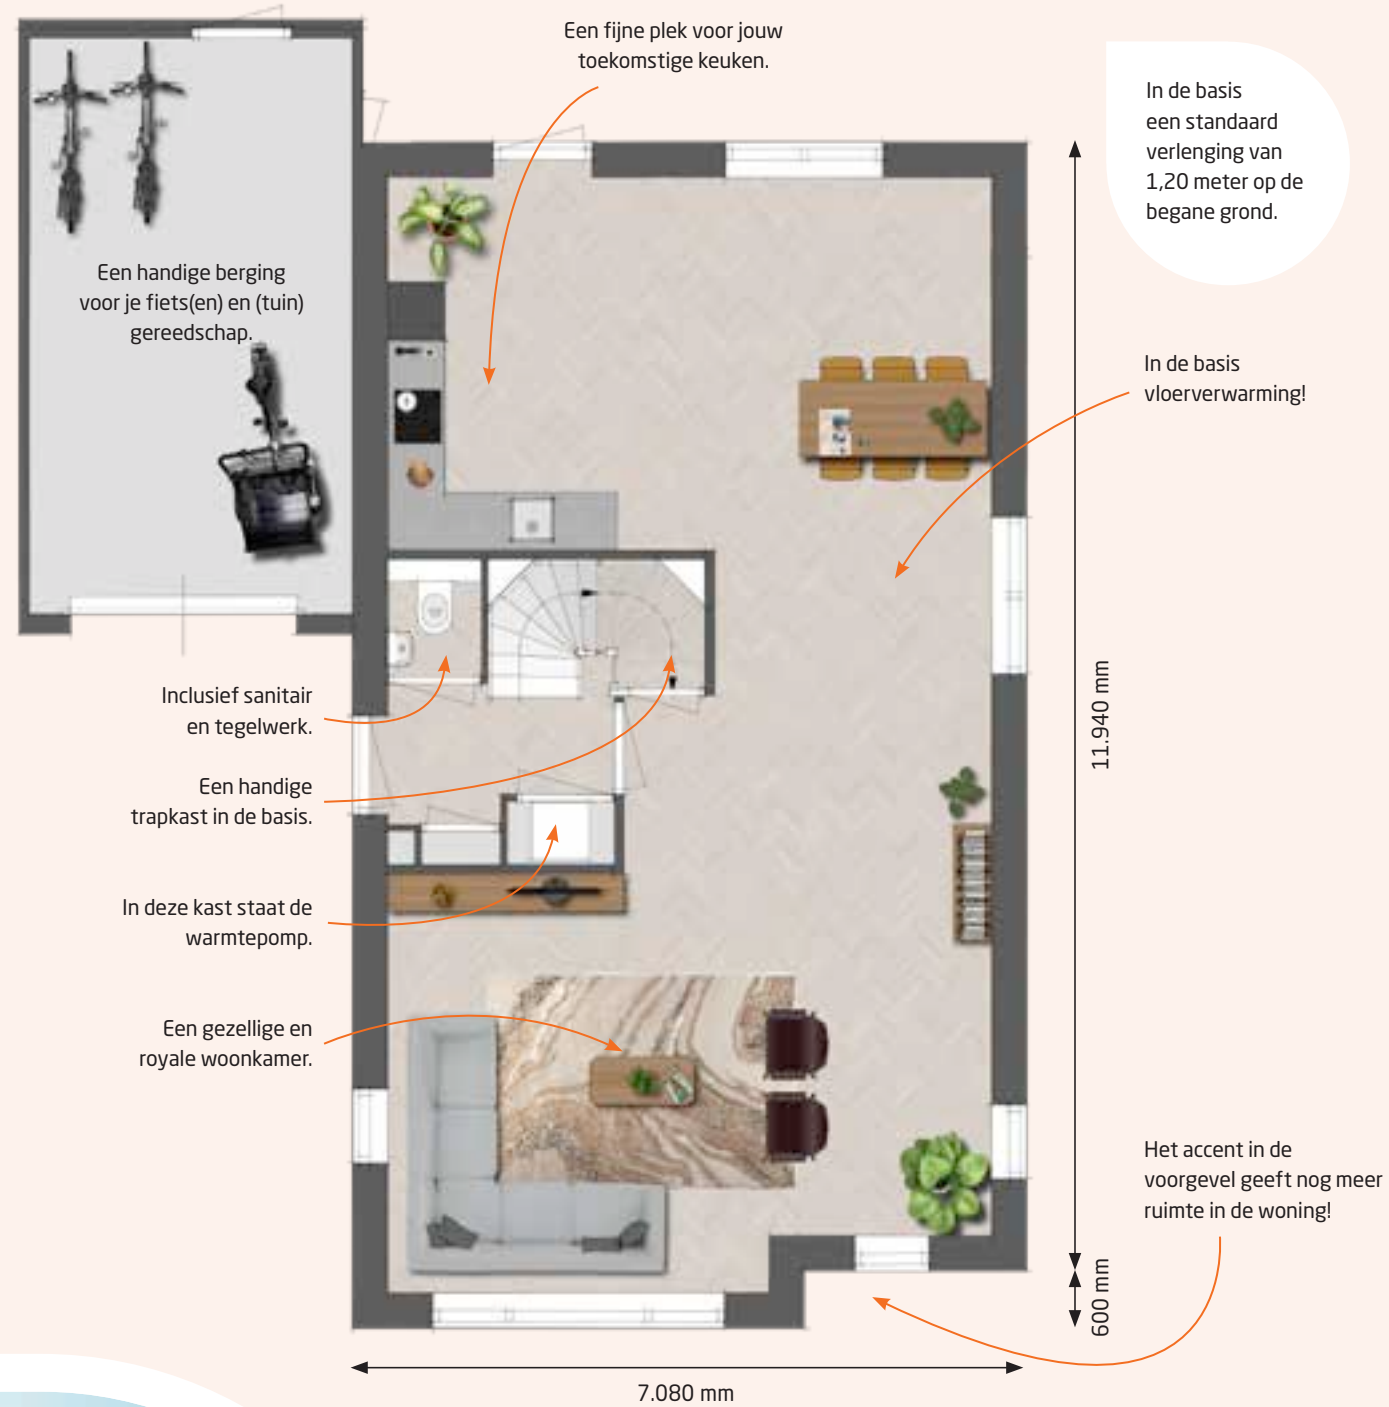 Een fijne plek voor jouw
toekomstige keuken.
In de basis
een standaard
verlenging van
1,20 meter op de
begane grond.
Een handige berging
voor je fiets(en) en (tuin)
gereedschap.
In de basis
vloerverwarming!
Inclusief sanitair
en tegelwerk.
Een handige
trapkast in de basis.
In deze kast staat de
warmtepomp.
Een gezellige en
royale woonkamer.
11.940 mm
Het accent in de
voorgevel geeft nog meer
ruimte in de woning!
600 mm
7.080 mm